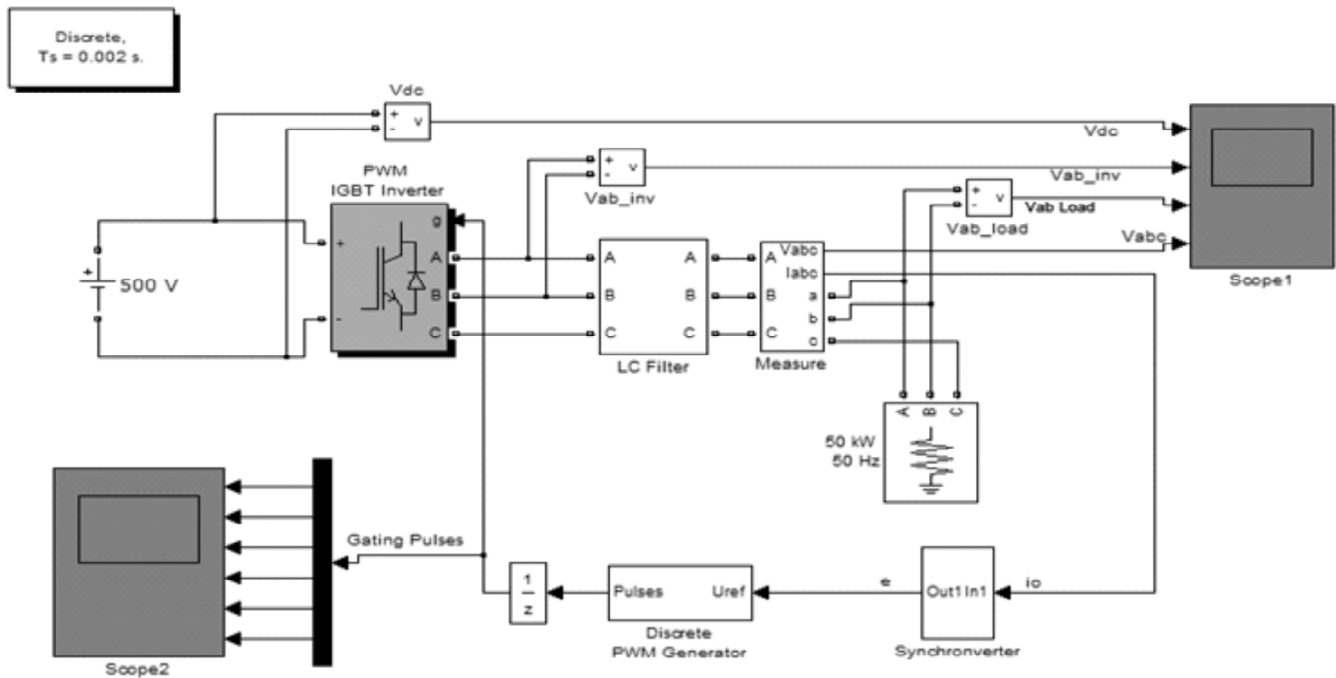 Discrete,
Ts = 0.002 s.
Vdc
+
-
v
Vdc
PWM
IGBT Inverter
+
-
v
Vab_inv
Vab_inv
+
-
v
Vab Load
Vab_load
Vabc
Scope1
g
+
-
A
B
C
+
500 V
A
B
C
A
B
C
LC Filter
A
B
C
Vabc
Iabc
a
b
c
Measure
A
B
C
50 kW
50 Hz
Gating Pulses
Scope2
1
z
Pulses
Uref
Discrete
PWM Generator
e
Out1
In1
io
Synchronverter